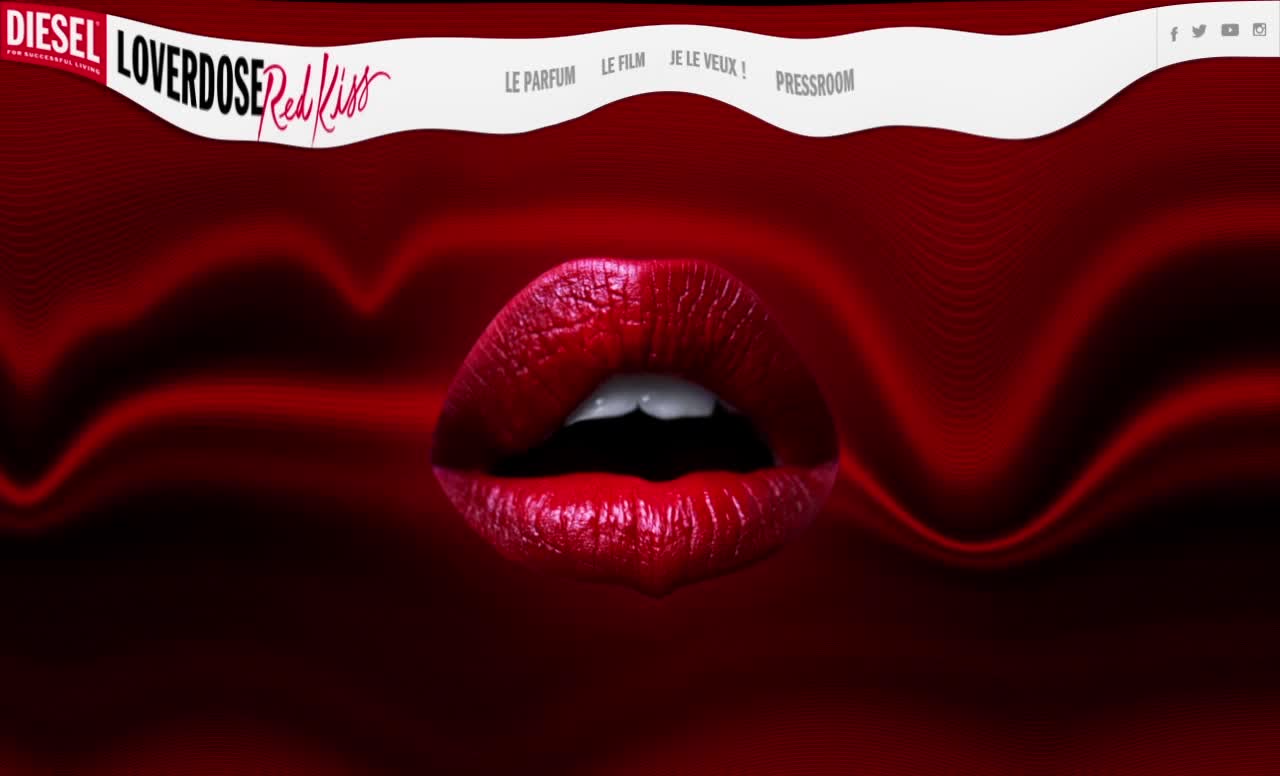 DIESEL
FOR SUCCESSFUL LIVING
LOVERDOSE Red Kiss
LE PARFUM
LE FILM
JE LE VEUX !
PRESSROOM